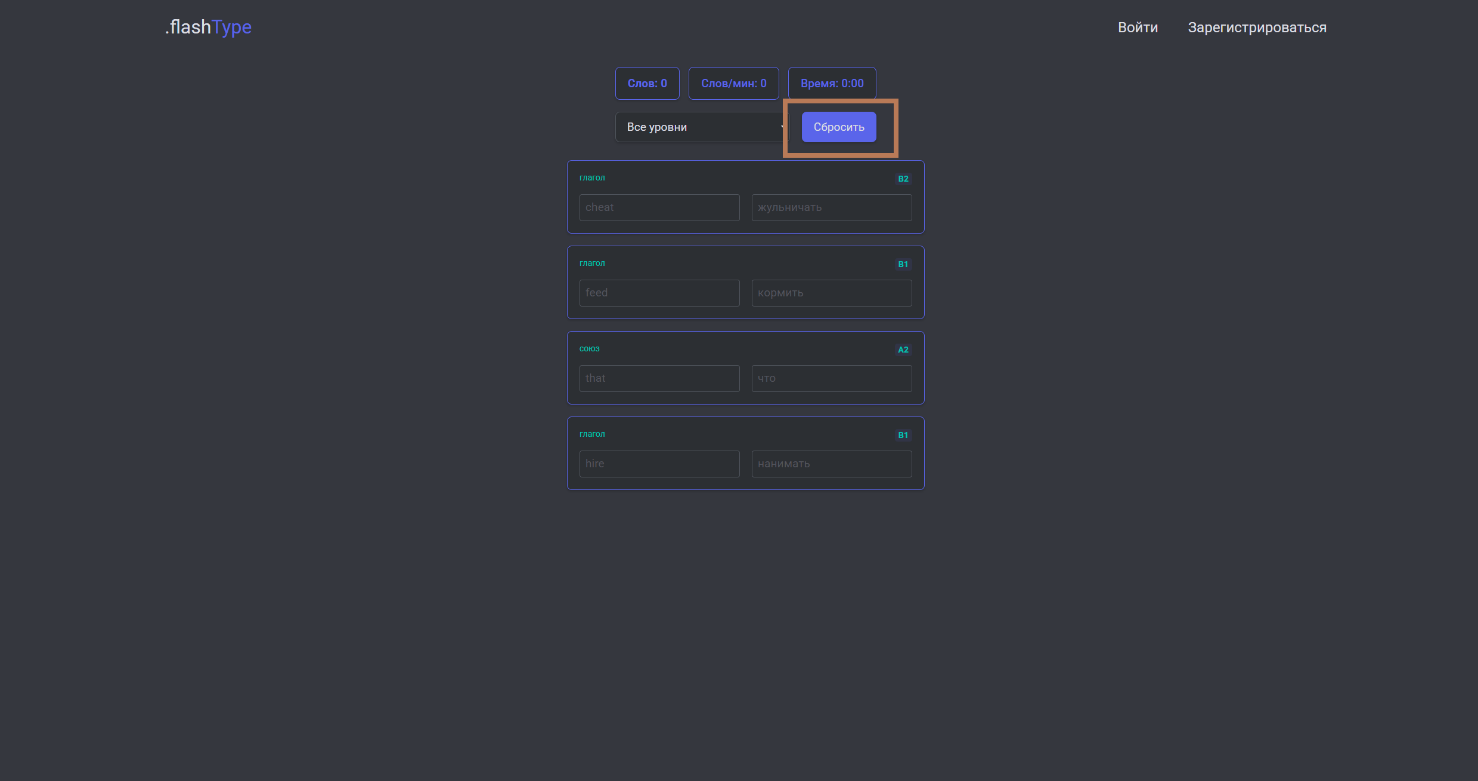 .flashType
Войти Зарегистрироваться
Слов: 0 Слов/мин: 0 Время: 0:00
Все уровни Сбросить
глагол B2
cheat жульничать
глагол B1
feed кормить
союз A2
that что
глагол B1
hire нанимать